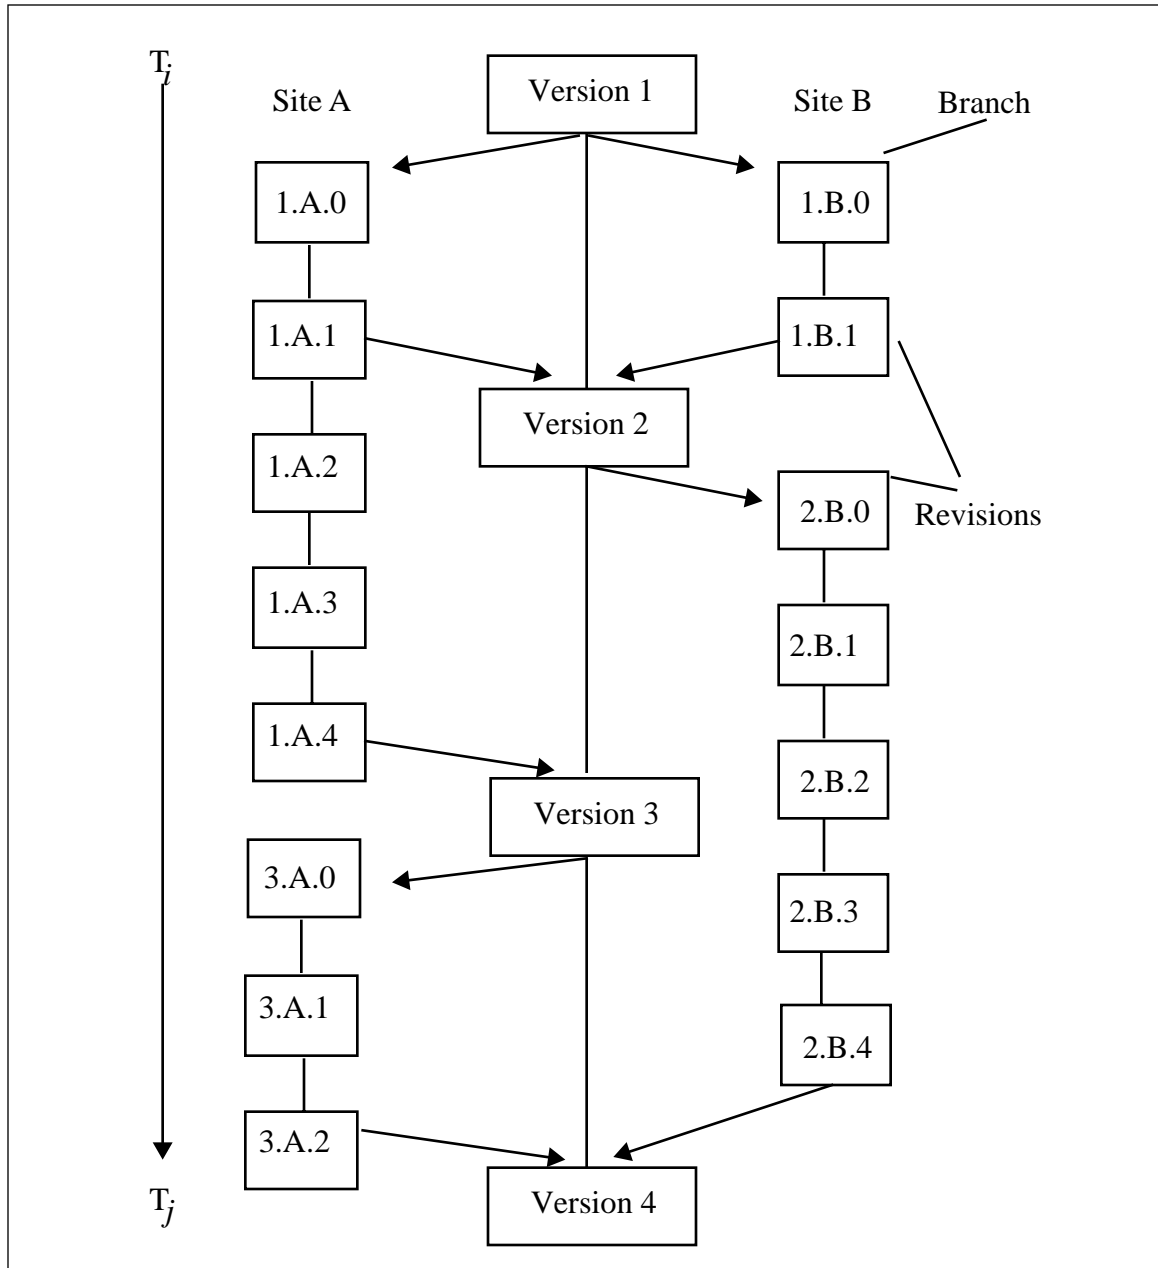 Ti
Site A
Version 1
Site B
Branch
1.A.0
1.B.0
1.A.1
1.B.1
Version 2
1.A.2
2.B.0
Revisions
1.A.3
2.B.1
1.A.4
2.B.2
Version 3
3.A.0
2.B.3
3.A.1
2.B.4
3.A.2
Version 4
Tj